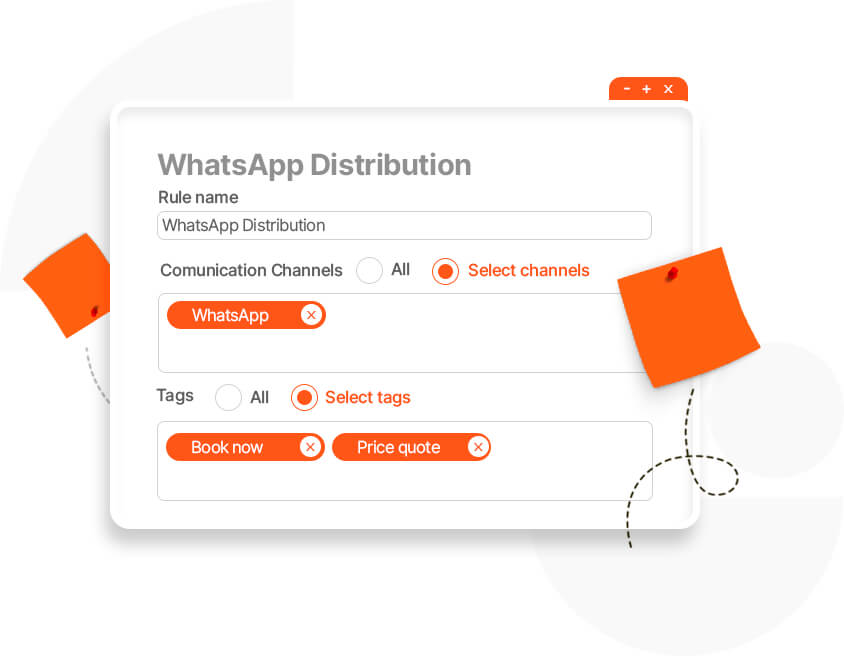 - + x
WhatsApp Distribution
Rule name
WhatsApp Distribution
Comunication Channels All Select channels
WhatsApp x
Tags All Select tags
Book now x Price quote x